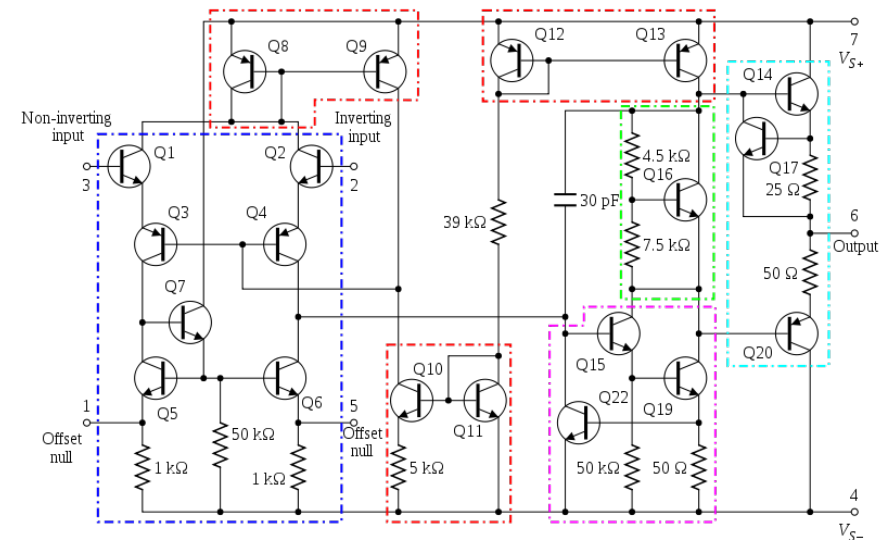 Q8
Q9
Q12
Q13
7
V_S+
Q14
Non-inverting
input
Inverting
input
Q1
Q2
3
2
4.5 kΩ
Q16
Q17
25 Ω
Q3
Q4
30 pF
39 kΩ
7.5 kΩ
6
Output
50 Ω
Q7
Q15
Q20
Q10
Q5
Q6
Q11
Q22
Q19
1
Offset
null
5
Offset
null
50 kΩ
1 kΩ
1 kΩ
5 kΩ
50 kΩ
50 Ω
4
V_S−